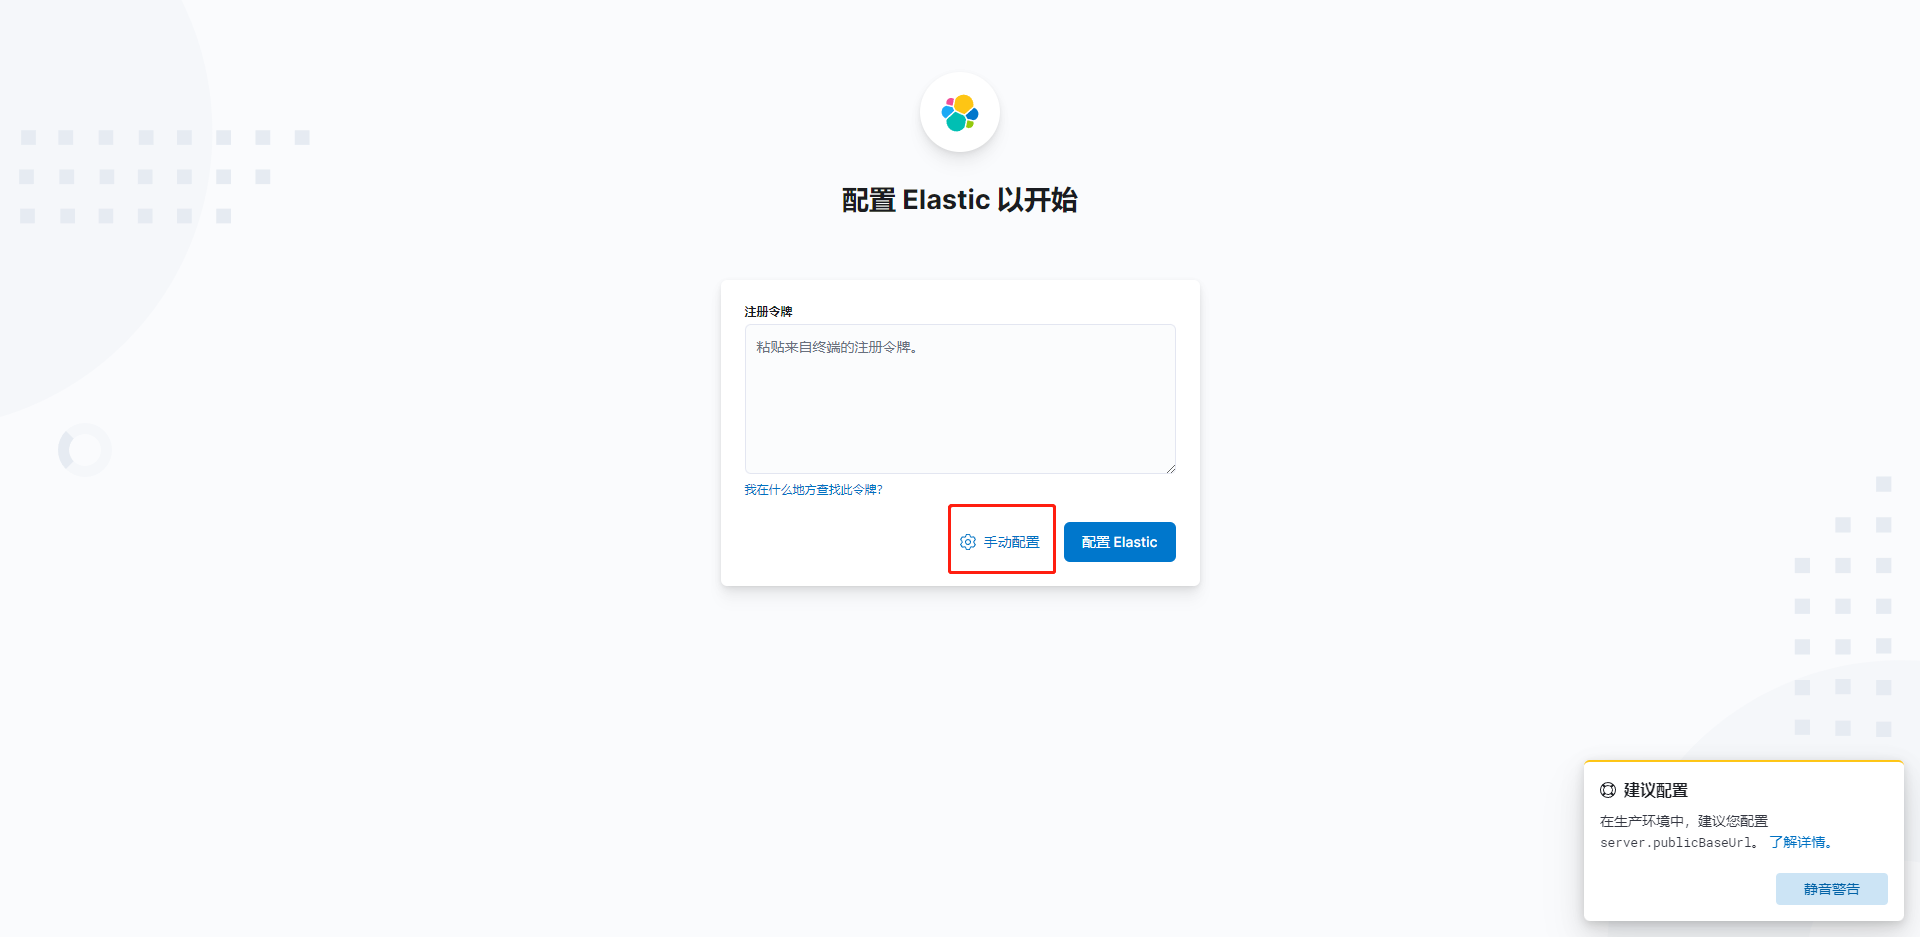 配置 Elastic 以开始
注册令牌
粘贴来自终端的注册令牌。
我在什么地方查找此令牌?
手动配置
配置 Elastic
建议配置
在生产环境中，建议您配置
server.publicBaseUrl。 了解详情。
静音警告